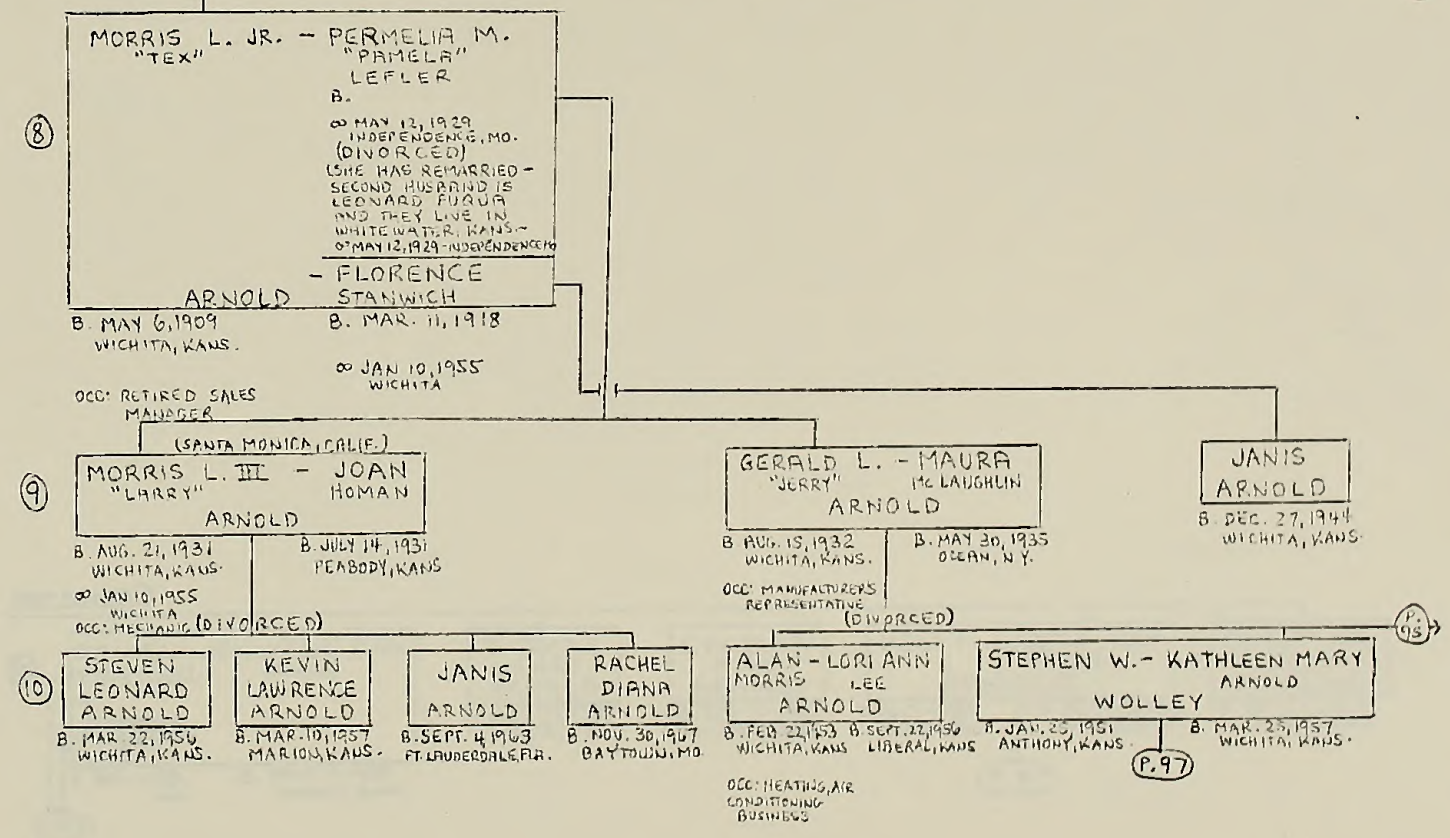 8
MORRIS L. JR. - PERMELIA M.
"TEX" "PAMELA"
LEFLER
B.
∞ MAY 12, 1929
INDEPENDENCE, MO.
(DIVORCED)
(SHE HAS REMARRIED -
SECOND HUSBAND IS
LEONARD FUQUA
AND THEY LIVE IN
WHITEWATER, KANS.-
∞ MAY 12, 1929 - INDEPENDENCE MO
- FLORENCE
ARNOLD STANWICH
B. MAY 6, 1909 B. MAR. 11, 1918
WICHITA, KANS.
∞ JAN 10, 1955
WICHITA
OCC: RETIRED SALES
MANAGER
(SANTA MONICA, CALIF.)
9
MORRIS L. III - JOAN
"LARRY" HOMAN
ARNOLD
B. AUG. 21, 1931 B. JULY 14, 1931
WICHITA, KANS. PEABODY, KANS
∞ JAN 10, 1955
WICHITA
OCC: MECHANIC (DIVORCED)
GERALD L. - MAURA
"JERRY" Mc LAUGHLIN
ARNOLD
B. AUG. 15, 1932 B. MAY 30, 1935
WICHITA, KANS. OLEAN, N.Y.
OCC: MANUFACTURERS
REPRESENTATIVE
(DIVORCED)
JANIS
ARNOLD
B. DEC. 27, 1944
WICHITA, KANS.
P.
95
10
STEVEN
LEONARD
ARNOLD
B. MAR. 22, 1956
WICHITA, KANS.
KEVIN
LAWRENCE
ARNOLD
B. MAR. 10, 1957
MARION, KANS.
JANIS
ARNOLD
B. SEPT. 4, 1963
FT. LAUDERDALE, FLA.
RACHEL
DIANA
ARNOLD
B. NOV. 30, 1967
BAYTOWN, MO.
ALAN - LORI ANN
MORRIS LEE
ARNOLD
B. FEB. 22, 1953 B. SEPT. 22, 1956
WICHITA, KANS LIBERAL, KANS
OCC: HEATING, AIR
CONDITIONING
BUSINESS
STEPHEN W. - KATHLEEN MARY
ARNOLD
WOLLEY
B. JAN. 25, 1951 B. MAR. 25, 1957
ANTHONY, KANS. WICHITA, KANS.
P. 97